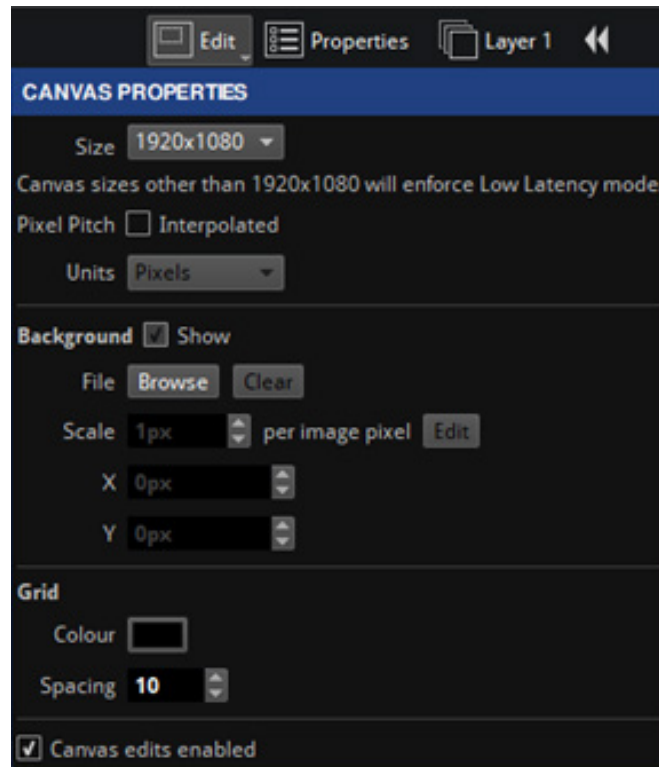 Edit Properties Layer 1
CANVAS PROPERTIES
Size 1920x1080
Canvas sizes other than 1920x1080 will enforce Low Latency mode
Pixel Pitch Interpolated
Units Pixels
Background Show
File Browse Clear
Scale 1px per image pixel Edit
X 0px
Y 0px
Grid
Colour
Spacing 10
Canvas edits enabled